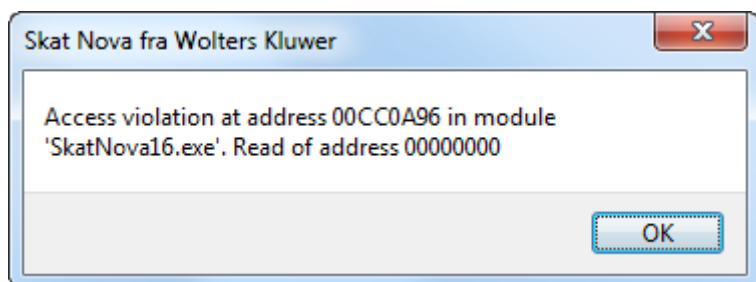 Skat Nova fra Wolters Kluwer
Access violation at address 00CC0A96 in module
'SkatNova16.exe'. Read of address 00000000
OK